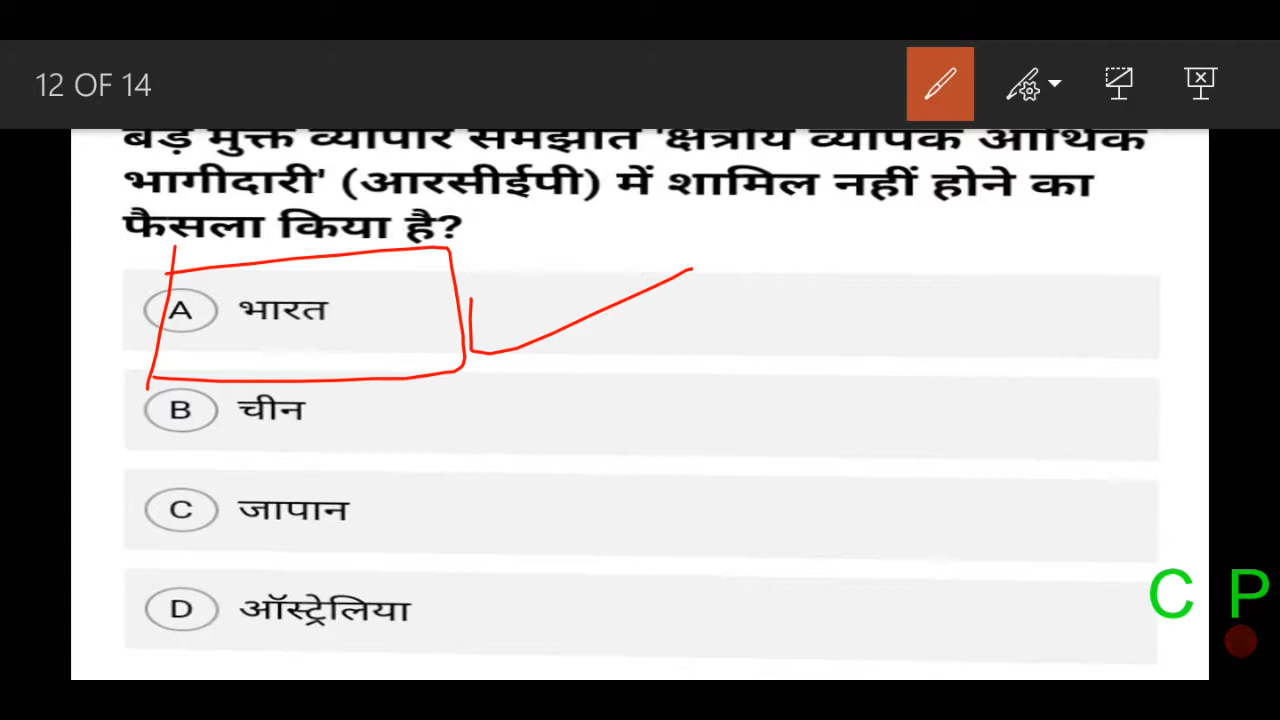 12 OF 14
बड़े मुक्त व्यापार समझौते 'क्षेत्रीय व्यापक आर्थिक
भागीदारी' (आरसीईपी) में शामिल नहीं होने का
फैसला किया है?
A भारत
B चीन
C जापान
D ऑस्ट्रेलिया
C P